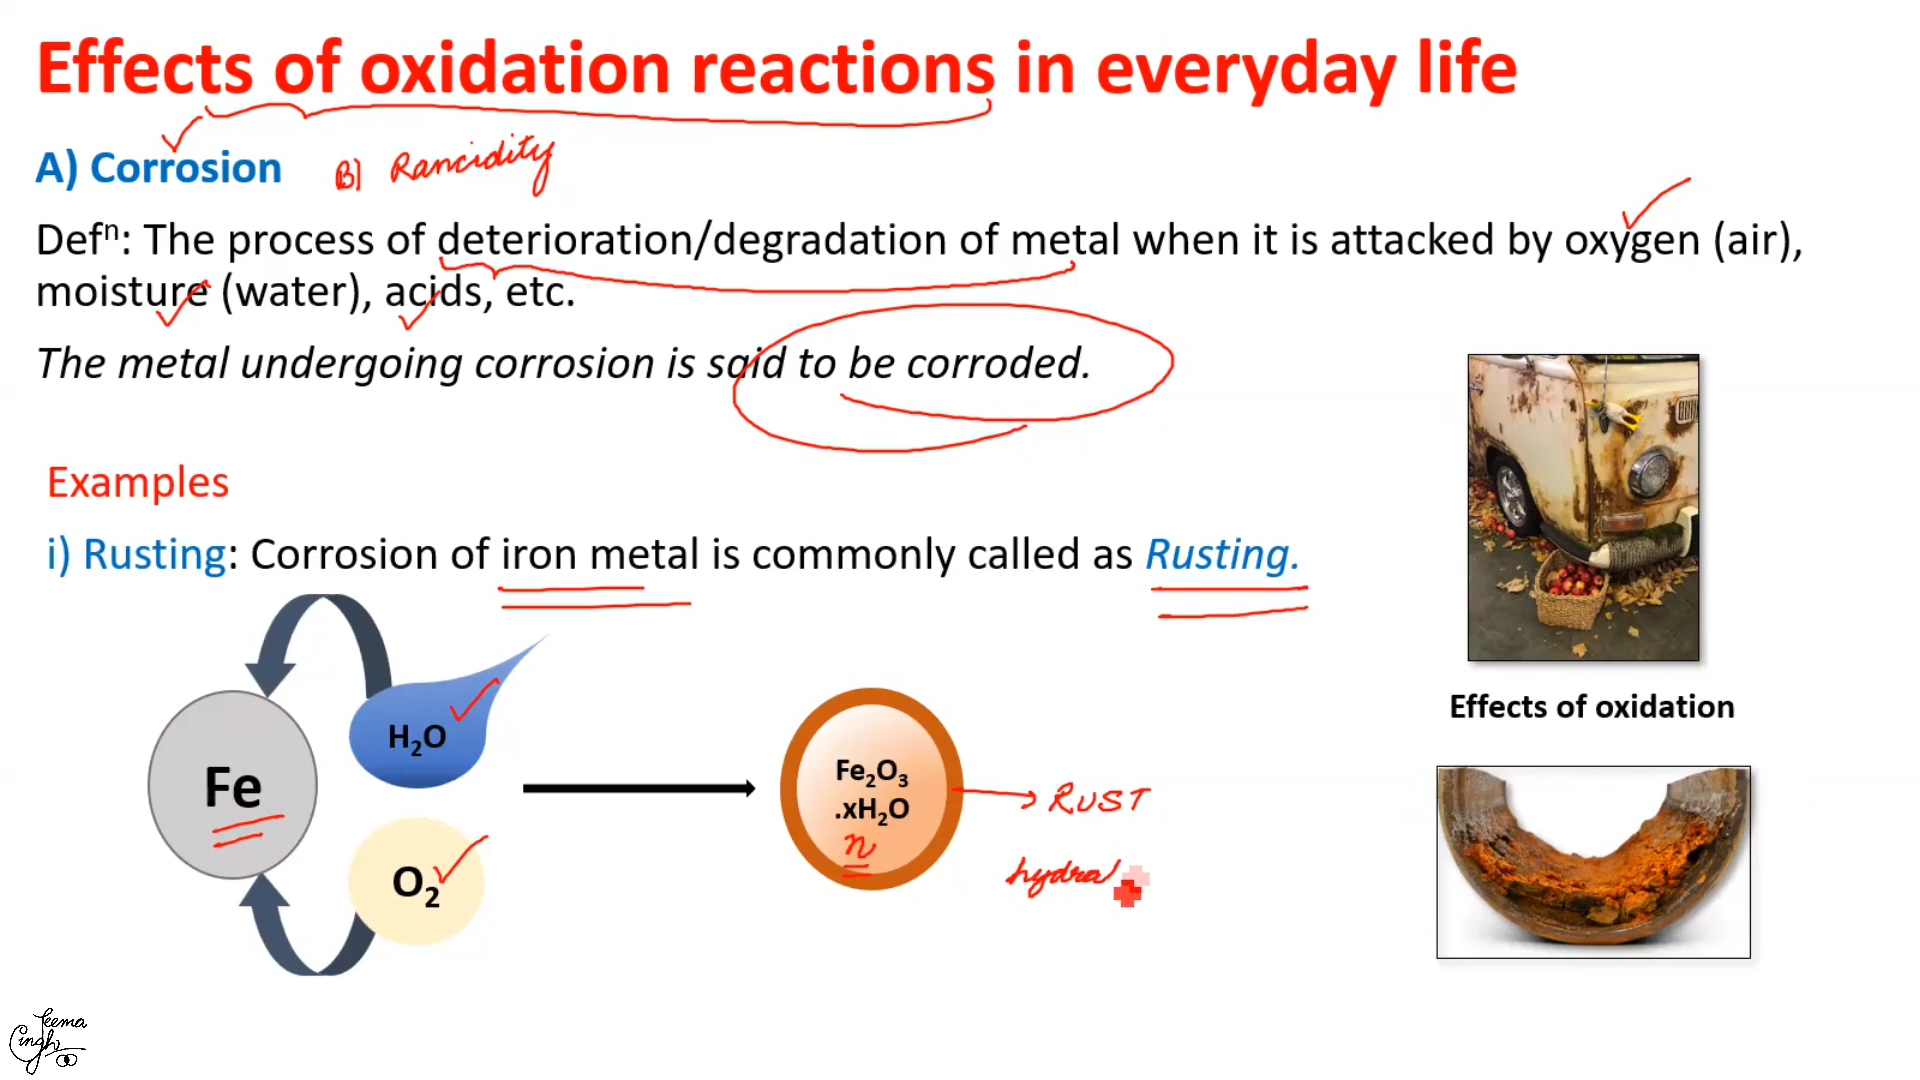 Effects of oxidation reactions in everyday life
A) Corrosion B) Rancidity
Defⁿ: The process of deterioration/degradation of metal when it is attacked by oxygen (air),
moisture (water), acids, etc.
The metal undergoing corrosion is said to be corroded.
Examples
i) Rusting: Corrosion of iron metal is commonly called as Rusting.
H₂O
Fe
O₂
Fe₂O₃
.xH₂O
n
RUST
hydra
Effects of oxidation
Seema
Singh